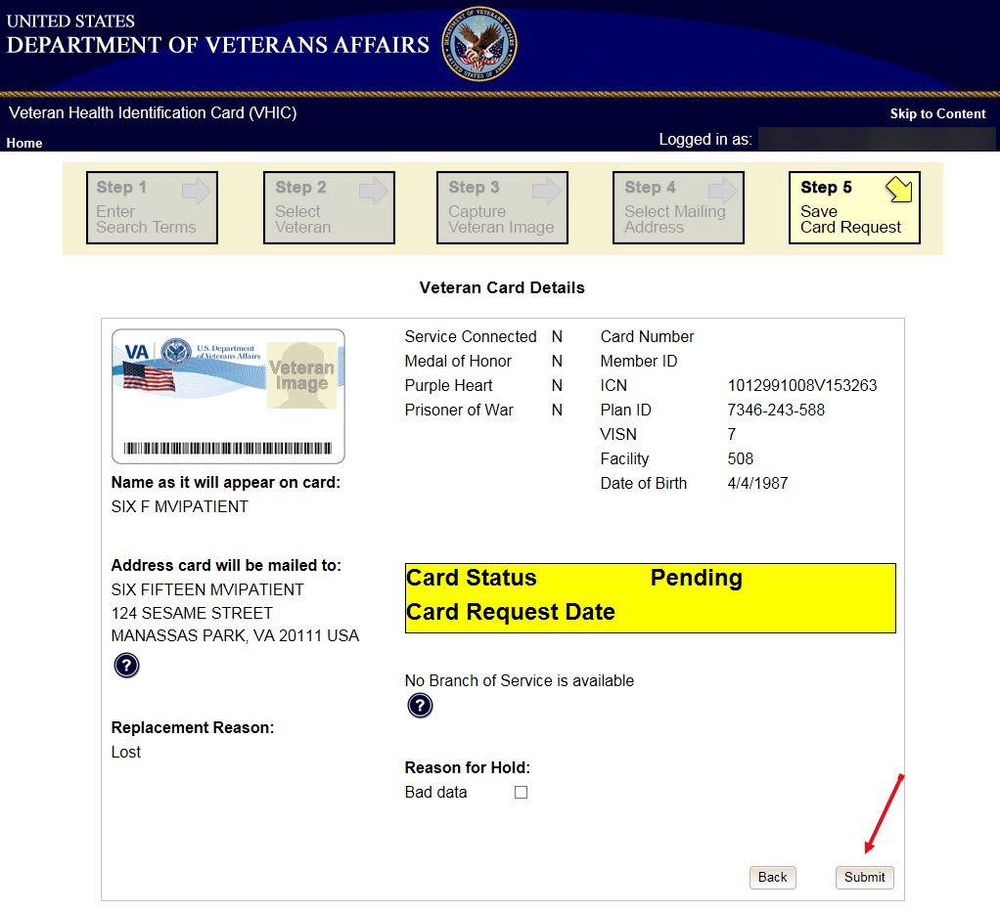 UNITED STATES
DEPARTMENT OF VETERANS AFFAIRS
Veteran Health Identification Card (VHIC)
Skip to Content
Home
Logged in as:
Step 1
Enter
Search Terms
Step 2
Select
Veteran
Step 3
Capture
Veteran Image
Step 4
Select Mailing
Address
Step 5
Save
Card Request
Veteran Card Details
VA
U.S. Department
of Veterans Affairs
Veteran
Image
Name as it will appear on card:
SIX F MVIPATIENT
Service Connected N
Medal of Honor N
Purple Heart N
Prisoner of War N
Card Number
Member ID
ICN 1012991008V153263
Plan ID 7346-243-588
VISN 7
Facility 508
Date of Birth 4/4/1987
Address card will be mailed to:
SIX FIFTEEN MVIPATIENT
124 SESAME STREET
MANASSAS PARK, VA 20111 USA
?
Card Status Pending
Card Request Date
No Branch of Service is available
?
Replacement Reason:
Lost
Reason for Hold:
Bad data
Back
Submit